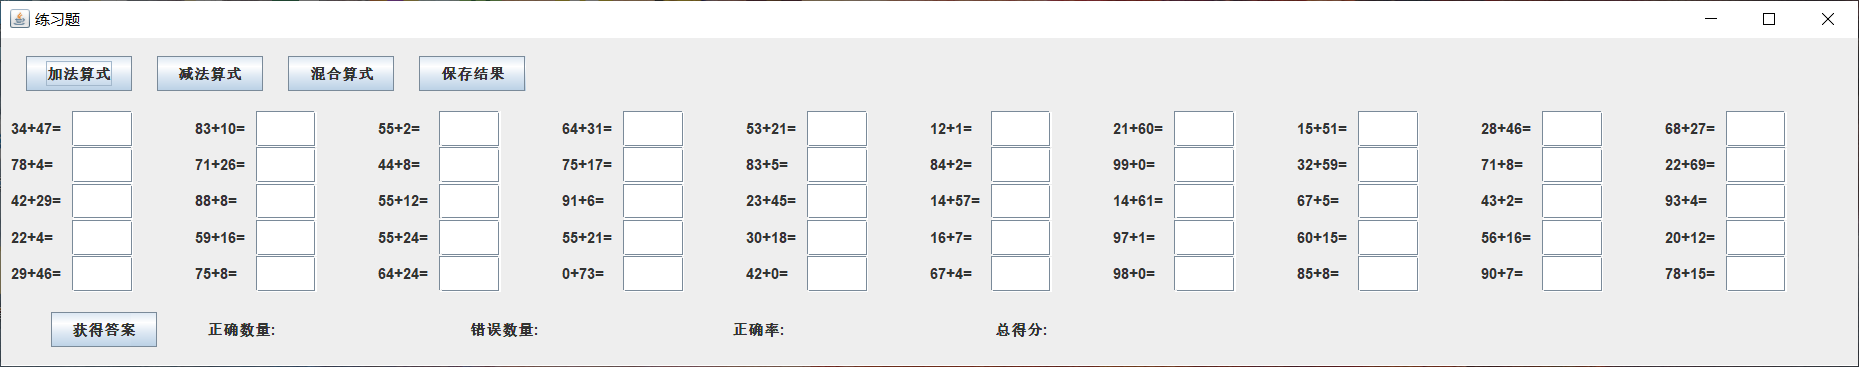 练习题
加法算式 减法算式 混合算式 保存结果
34+47= 83+10= 55+2= 64+31= 53+21= 12+1= 21+60= 15+51= 28+46= 68+27=
78+4= 71+26= 44+8= 75+17= 83+5= 84+2= 99+0= 32+59= 71+8= 22+69=
42+29= 88+8= 55+12= 91+6= 23+45= 14+57= 14+61= 67+5= 43+2= 93+4=
22+4= 59+16= 55+24= 55+21= 30+18= 16+7= 97+1= 60+15= 56+16= 20+12=
29+46= 75+8= 64+24= 0+73= 42+0= 67+4= 98+0= 85+8= 90+7= 78+15=
获得答案 正确数量: 错误数量: 正确率: 总得分: